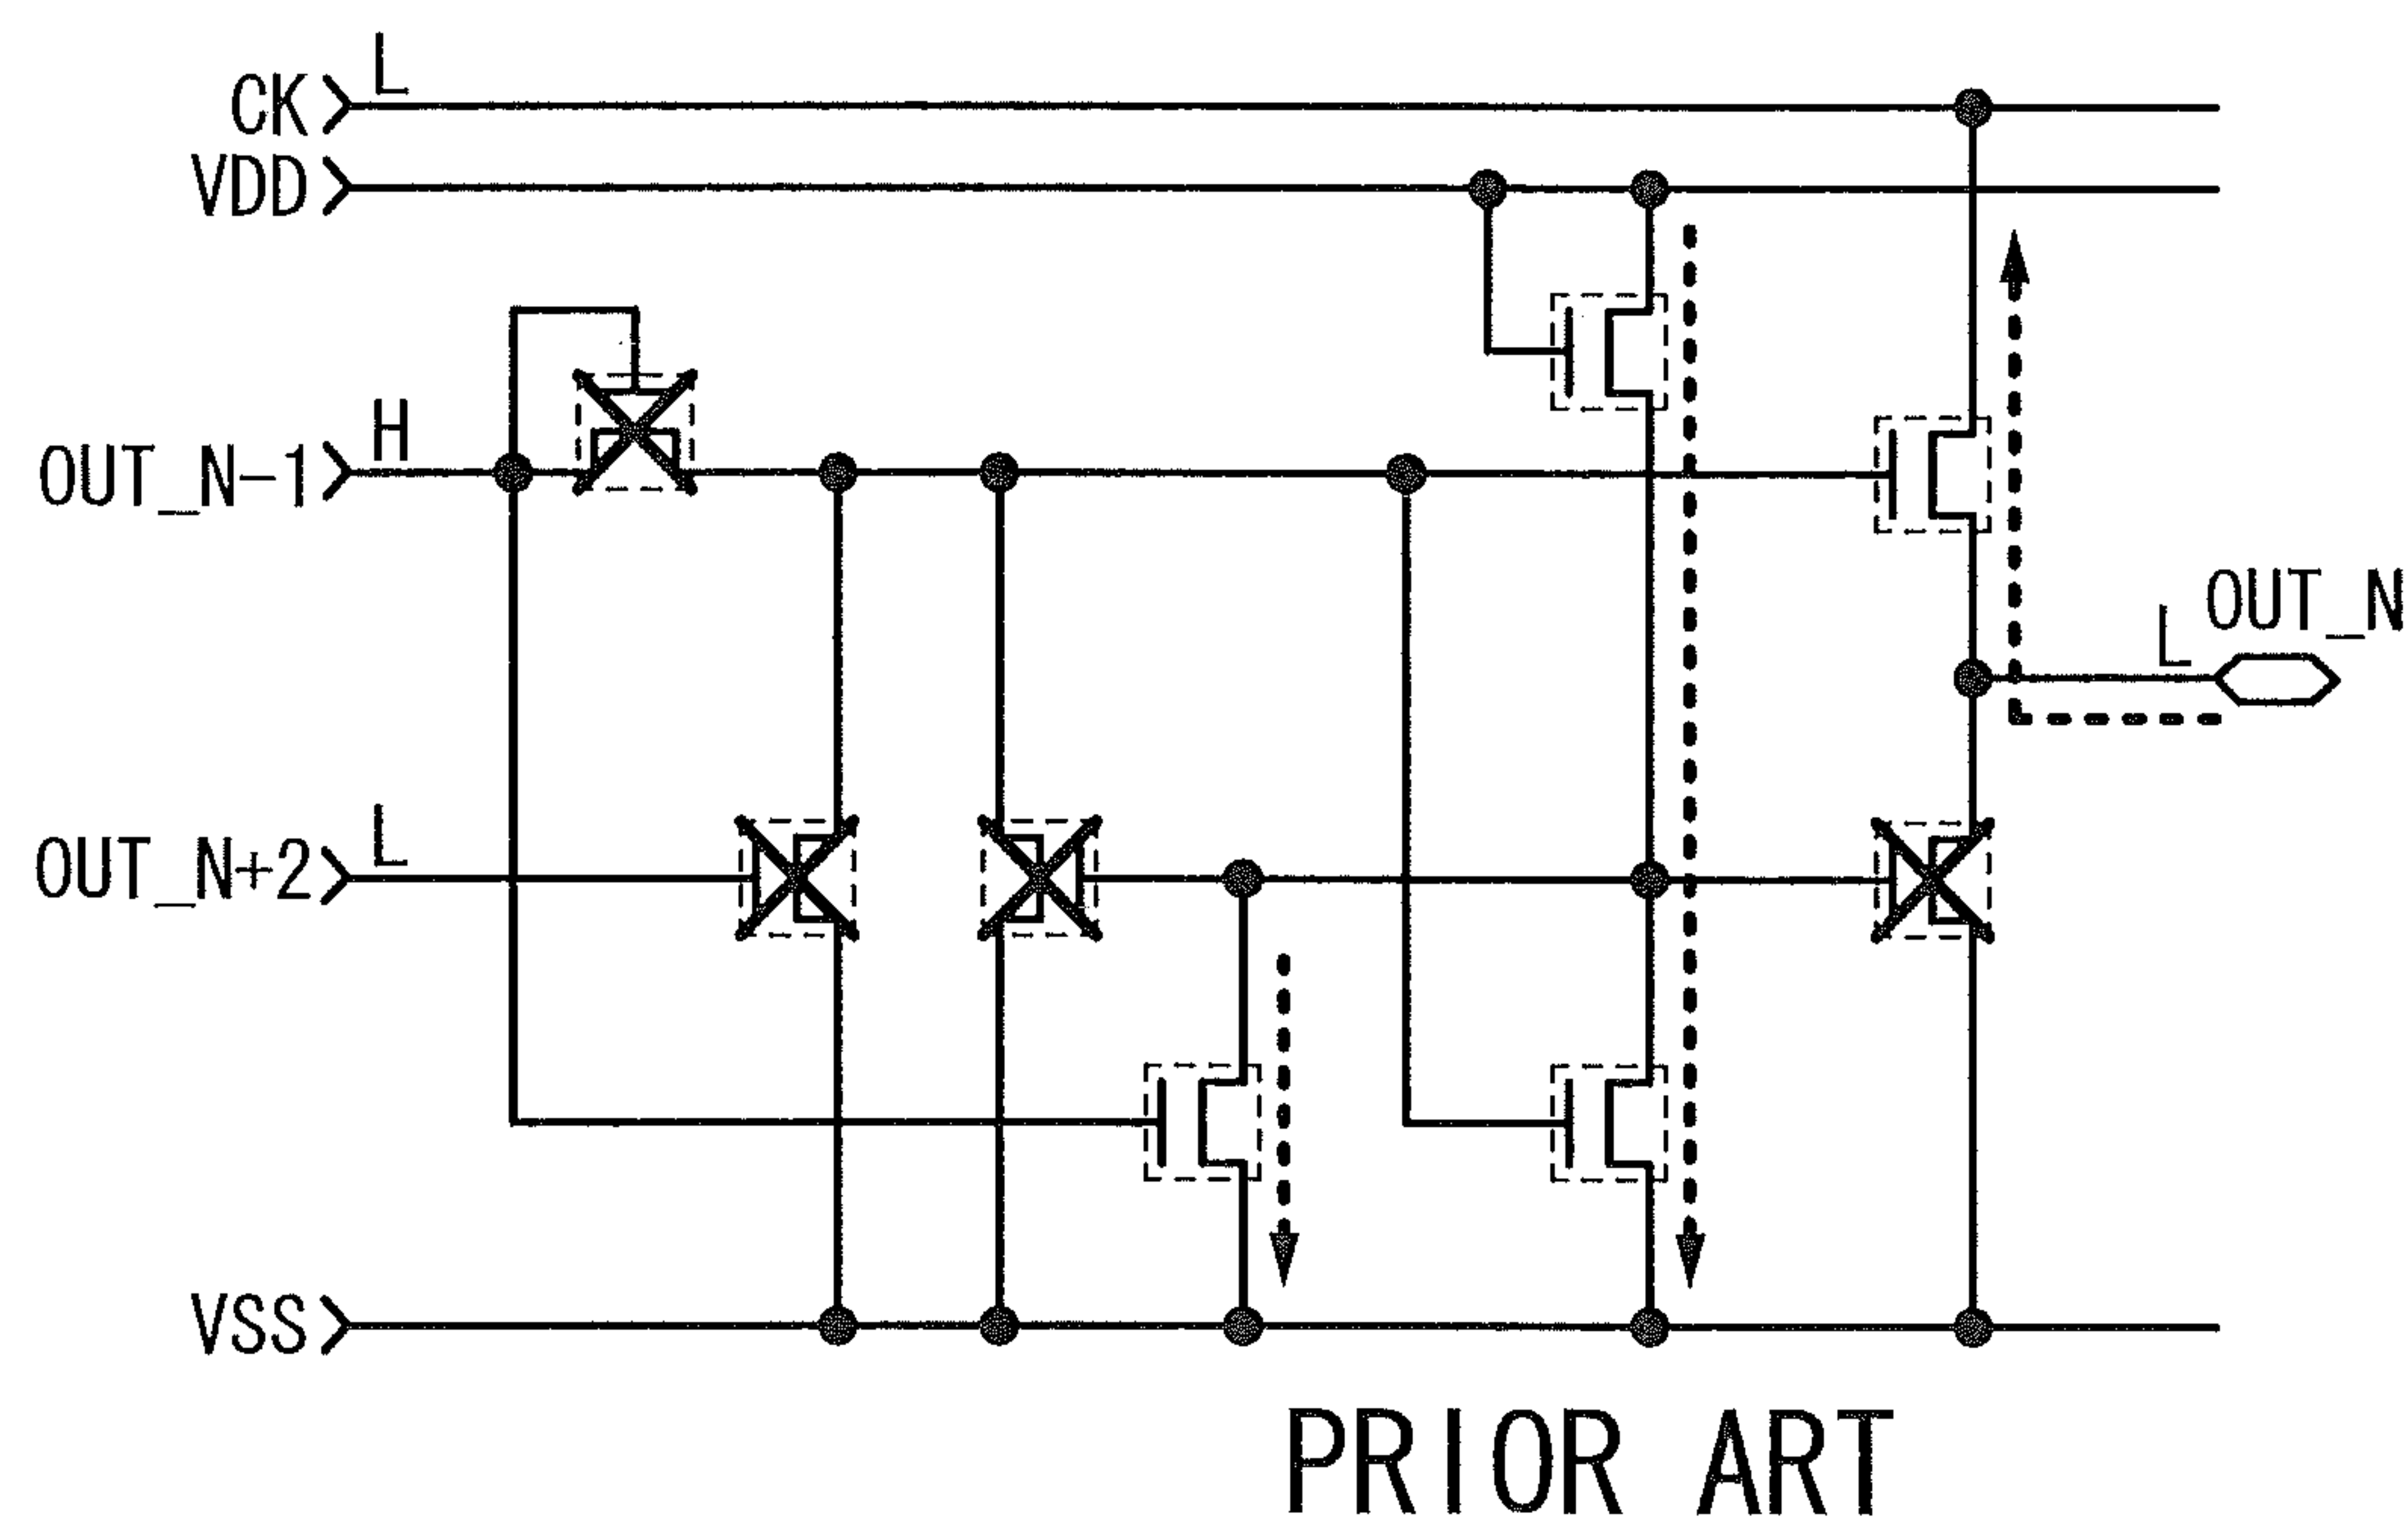 L
CK
VDD
H
OUT_N-1
L OUT_N
L
OUT_N+2
VSS
PRIOR ART